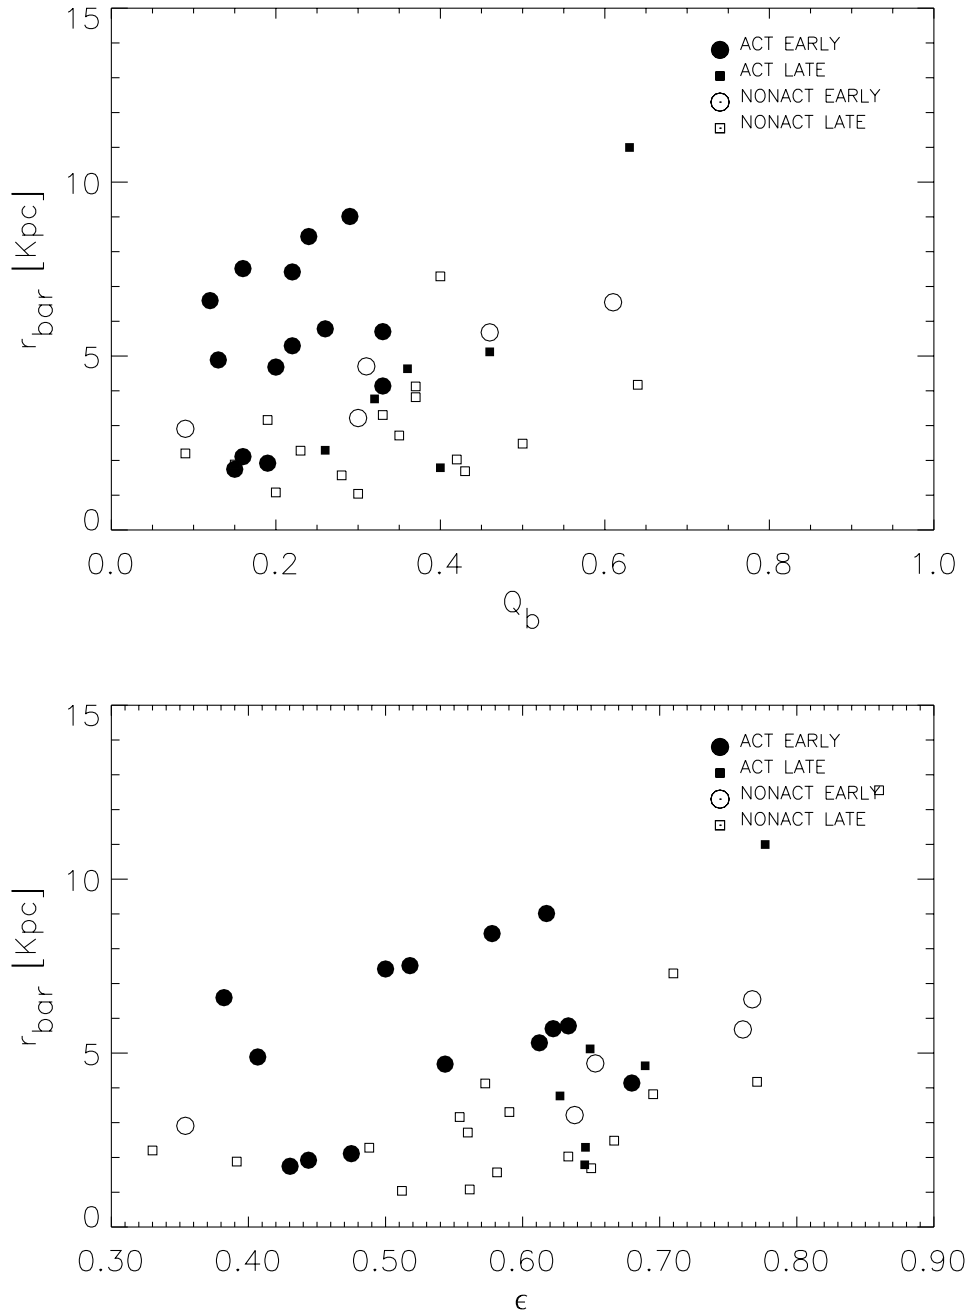 15
ACT EARLY
ACT LATE
NONACT EARLY
NONACT LATE
10
r_bar [Kpc]
5
0
0.0 0.2 0.4 0.6 0.8 1.0
Q_b
15
ACT EARLY
ACT LATE
NONACT EARLY
NONACT LATE
10
r_bar [Kpc]
5
0
0.30 0.40 0.50 0.60 0.70 0.80 0.90
ϵ